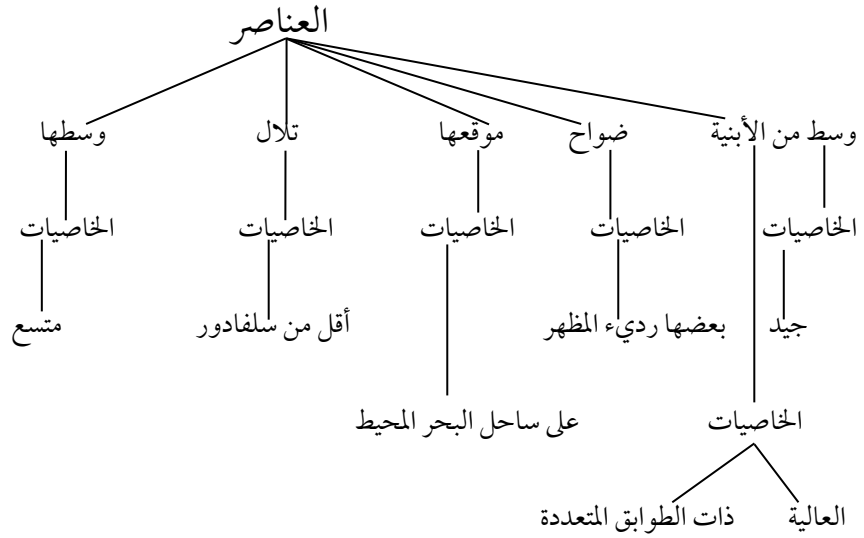 العناصر
وسط من الأبنية ضواح موقعها تلال وسطها
الخاصيات الخاصيات الخاصيات الخاصيات الخاصيات
جيد بعضها رديء المظهر أقل من سلفادور متسع
الخاصيات على ساحل البحر المحيط
العالية ذات الطوابق المتعددة